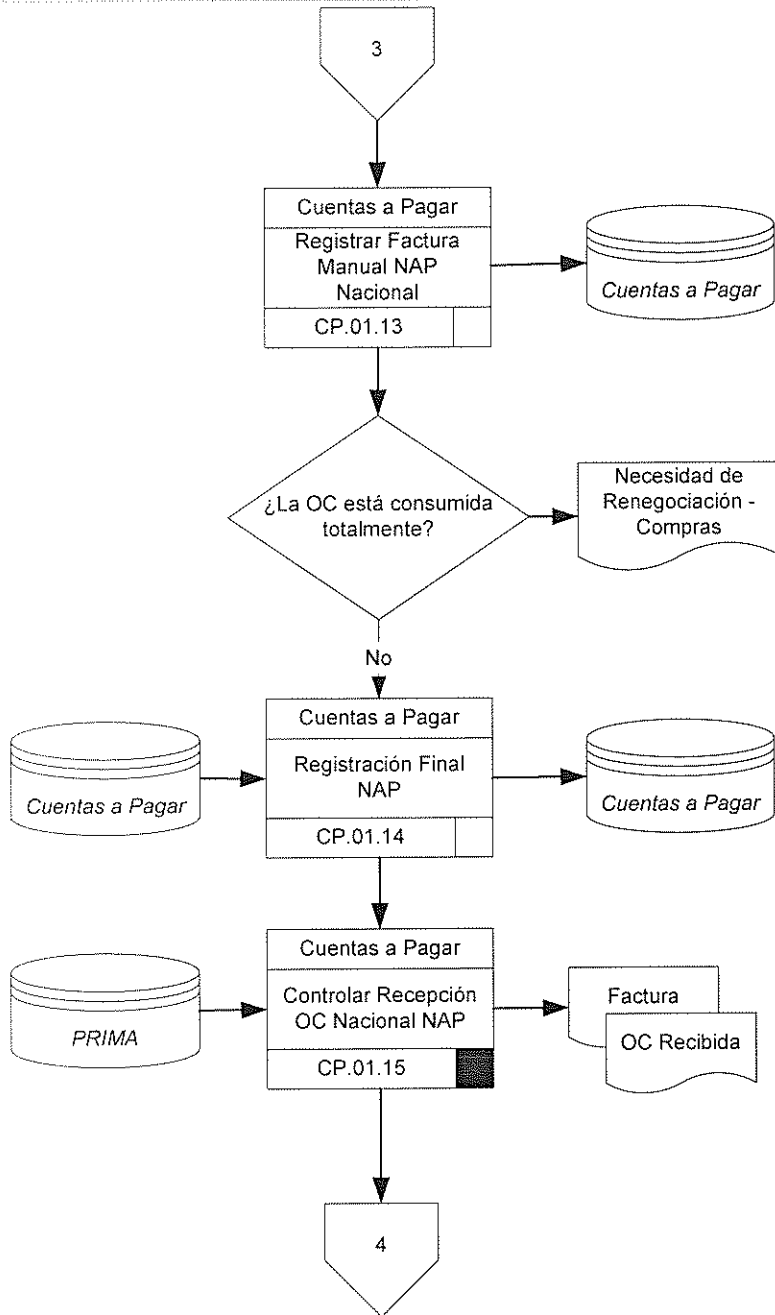 3
Cuentas a Pagar
Registrar Factura
Manual NAP
Nacional
CP.01.13
Cuentas a Pagar
¿La OC está consumida
totalmente?
Necesidad de
Renegociación -
Compras
No
Cuentas a Pagar
Cuentas a Pagar
Registración Final
NAP
CP.01.14
Cuentas a Pagar
PRIMA
Cuentas a Pagar
Controlar Recepción
OC Nacional NAP
CP.01.15
Factura
OC Recibida
4